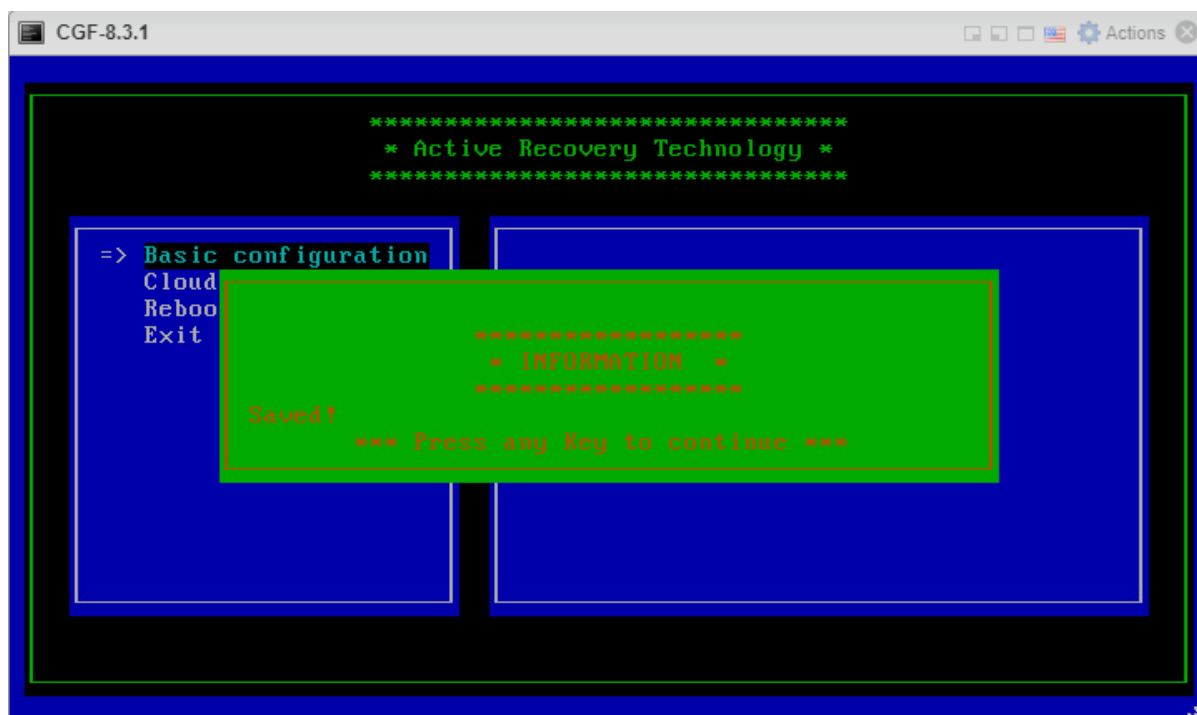 CGF-8.3.1
Actions
********************************
* Active Recovery Technology *
********************************
=> Basic configuration
Cloud
Reboo
Exit
******************
* INFORMATION  *
******************
Saved!
*** Press any Key to continue ***